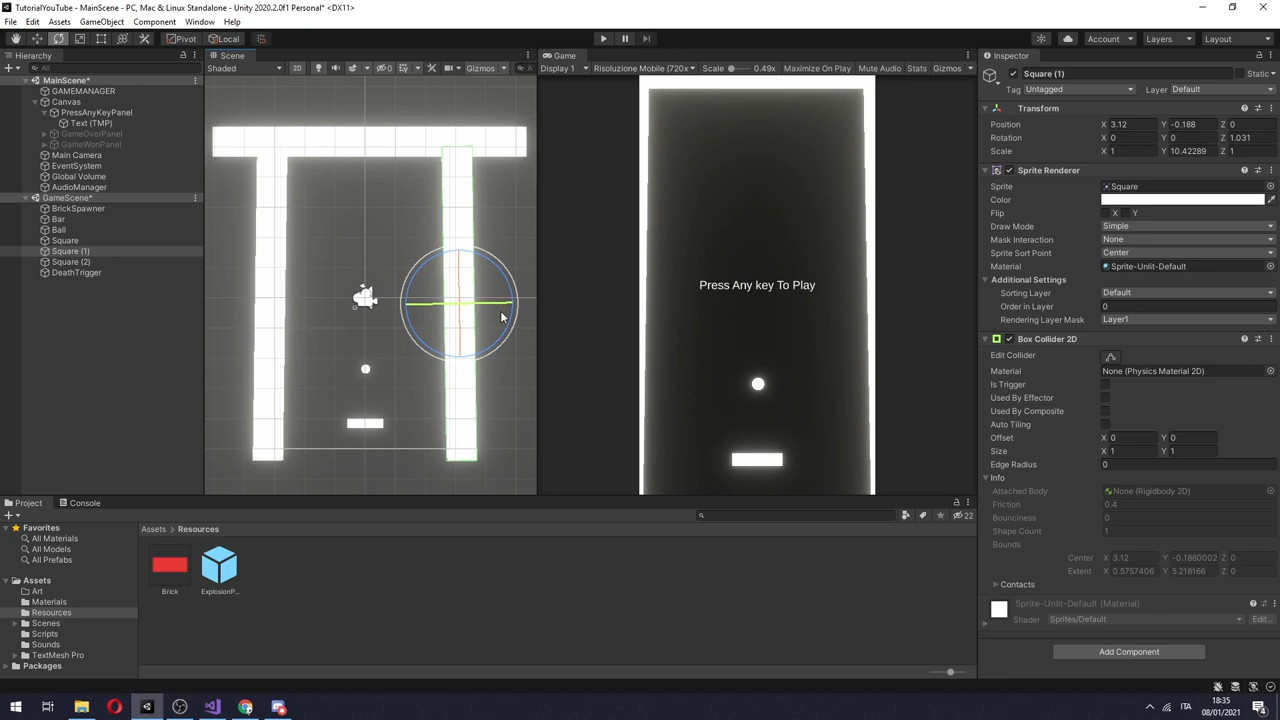 TutorialYouTube - MainScene - PC, Mac & Linux Standalone - Unity 2020.2.0f1 Personal* <DX11>
File Edit Assets GameObject Component Window Help
Pivot Local Account Layers Layout
Hierarchy
All
MainScene*
GAMEMANAGER
Canvas
PressAnyKeyPanel
Text (TMP)
GameOverPanel
GameWonPanel
Main Camera
EventSystem
Global Volume
AudioManager
GameScene*
BrickSpawner
Bar
Ball
Square
Square (1)
Square (2)
DeathTrigger
Scene
Shaded 2D 0 Gizmos A
Game
Display 1 Risoluzione Mobile (720x Scale 0.49x Maximize On Play Mute Audio Stats Gizmos
Press Any key To Play
Inspector
Square (1) Static
Tag Untagged Layer Default
Transform
Position X 3.12 Y -0.188 Z 0
Rotation X 0 Y 0 Z 1.031
Scale X 1 Y 10.42289 Z 1
Sprite Renderer
Sprite Square
Color
Flip X Y
Draw Mode Simple
Mask Interaction None
Sprite Sort Point Center
Material Sprite-Unlit-Default
Additional Settings
Sorting Layer Default
Order in Layer 0
Rendering Layer Mask Layer1
Box Collider 2D
Edit Collider
Material None (Physics Material 2D)
Is Trigger
Used By Effector
Used By Composite
Auto Tiling
Offset X 0 Y 0
Size X 1 Y 1
Edge Radius 0
Info
Attached Body None (Rigidbody 2D)
Friction 0.4
Bounciness 0
Shape Count 1
Bounds
Center X 3.12 Y -0.1880002 Z 0
Extent X 0.5757406 Y 5.218166 Z 0
Contacts
Sprite-Unlit-Default (Material)
Shader Sprites/Default Edit...
Add Component
Project Console
22
Favorites
All Materials
All Models
All Prefabs
Assets
Art
Materials
Resources
Scenes
Scripts
Sounds
TextMesh Pro
Packages
Assets Resources
Brick ExplosionP...
ITA
18:35
08/01/2021
4